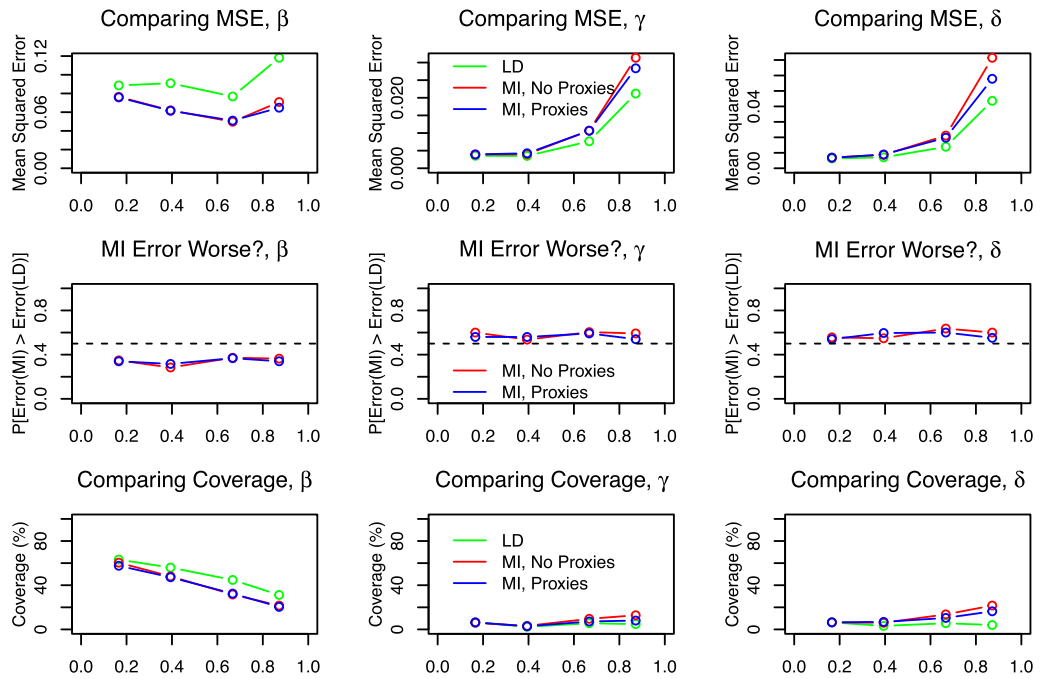 Comparing MSE, β
Mean Squared Error
0.12
0.06
0.00
0.0 0.2 0.4 0.6 0.8 1.0
Comparing MSE, γ
Mean Squared Error
0.020
0.000
LD
MI, No Proxies
MI, Proxies
0.0 0.2 0.4 0.6 0.8 1.0
Comparing MSE, δ
Mean Squared Error
0.04
0.00
0.0 0.2 0.4 0.6 0.8 1.0
MI Error Worse?, β
P[Error(MI) > Error(LD)]
0.8
0.4
0.0
0.0 0.2 0.4 0.6 0.8 1.0
MI Error Worse?, γ
P[Error(MI) > Error(LD)]
0.8
0.4
0.0
MI, No Proxies
MI, Proxies
0.0 0.2 0.4 0.6 0.8 1.0
MI Error Worse?, δ
P[Error(MI) > Error(LD)]
0.8
0.4
0.0
0.0 0.2 0.4 0.6 0.8 1.0
Comparing Coverage, β
Coverage (%)
80
40
0
0.0 0.2 0.4 0.6 0.8 1.0
Comparing Coverage, γ
Coverage (%)
80
40
0
LD
MI, No Proxies
MI, Proxies
0.0 0.2 0.4 0.6 0.8 1.0
Comparing Coverage, δ
Coverage (%)
80
40
0
0.0 0.2 0.4 0.6 0.8 1.0